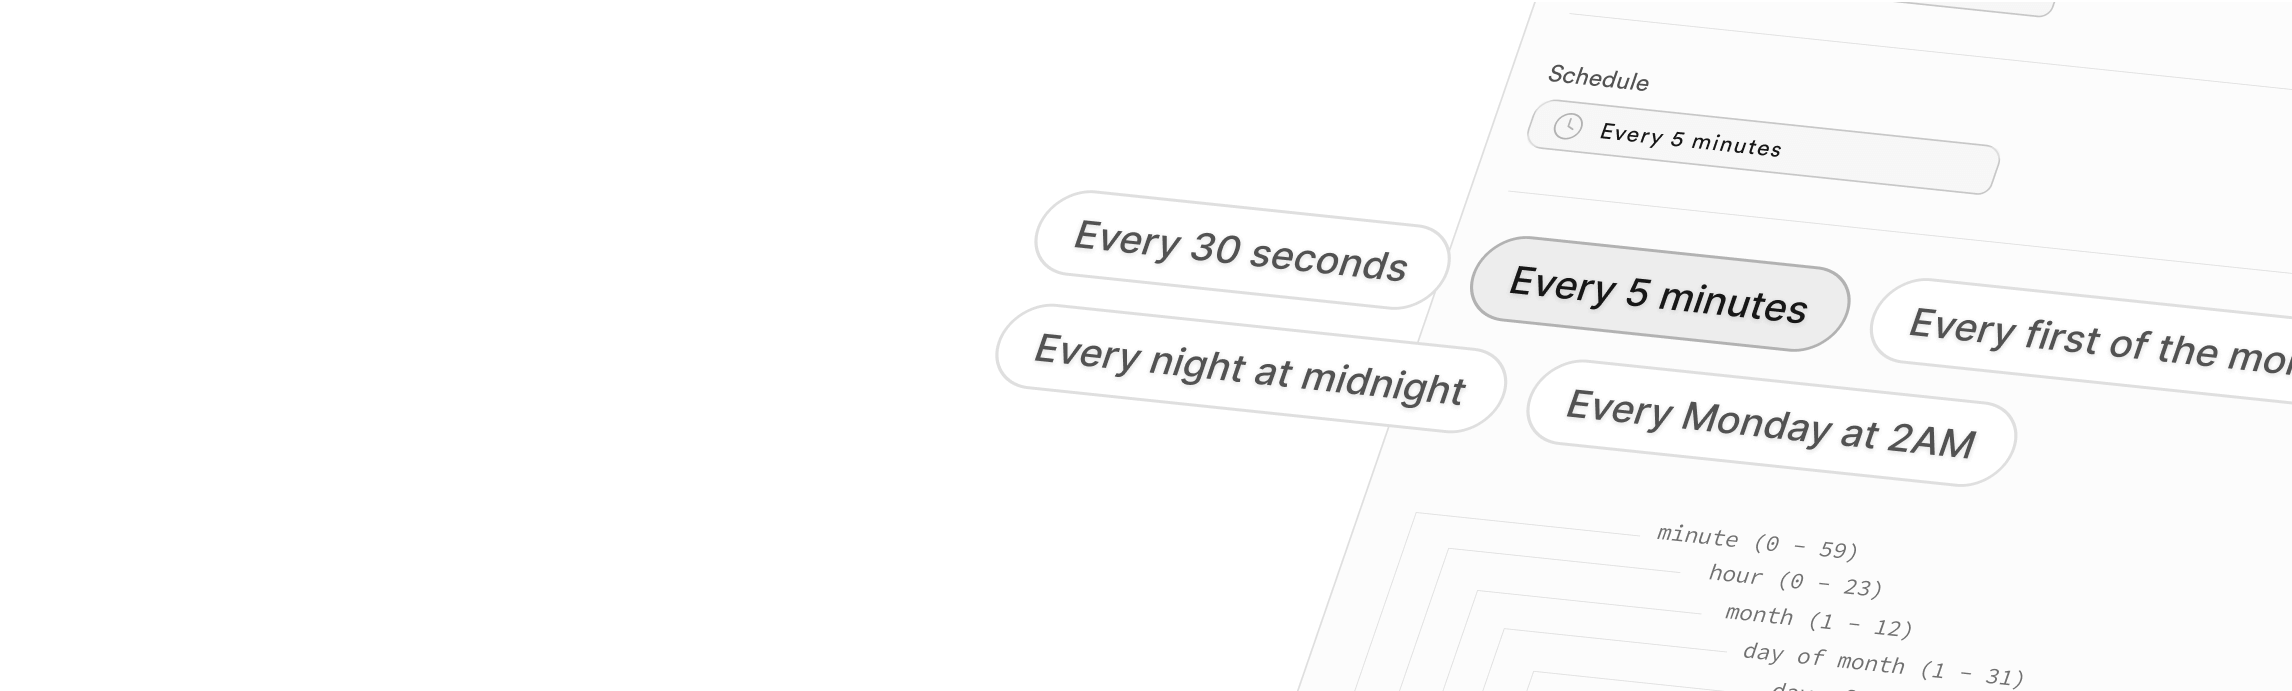 Schedule
Every 5 minutes
Every 30 seconds
Every 5 minutes
Every first of the
Every night at midnight
Every Monday at 2AM
minute (0 – 59)
hour (0 – 23)
month (1 – 12)
day of month (1 – 31)